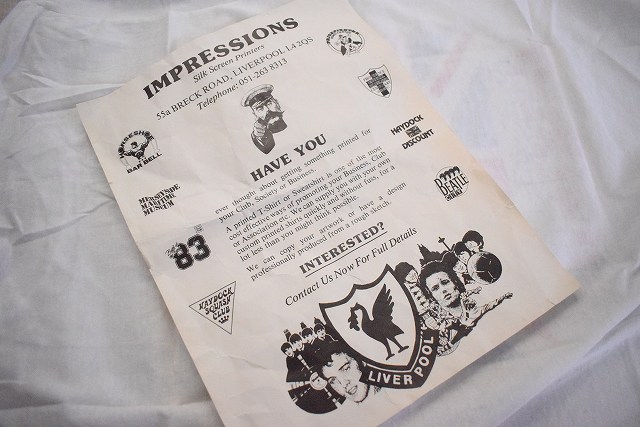 IMPRESSIONS
Silk Screen Printers
55a BRECK ROAD, LIVERPOOL L4 2QS
Telephone: 051-263 8313
HAVE YOU
ever thought about getting something printed for
your Club, Society or Business.
A printed T-Shirt or Sweatshirt is one of the most
cost effective ways of promoting your Business, Club
or Association etc. We can supply you with your own
custom printed shirts quickly and without fuss, for a
lot less than you might think possible.
We can copy your artwork or have a design
professionally produced from a rough sketch.
INTERESTED?
Contact Us Now For Full Details
BAR BELL
MERSEYSIDE
MARITIME
MUSEUM
83
HAYDOCK
SQUASH
CLUB
HAYDOCK
DISCOUNT
LIVERPOOL